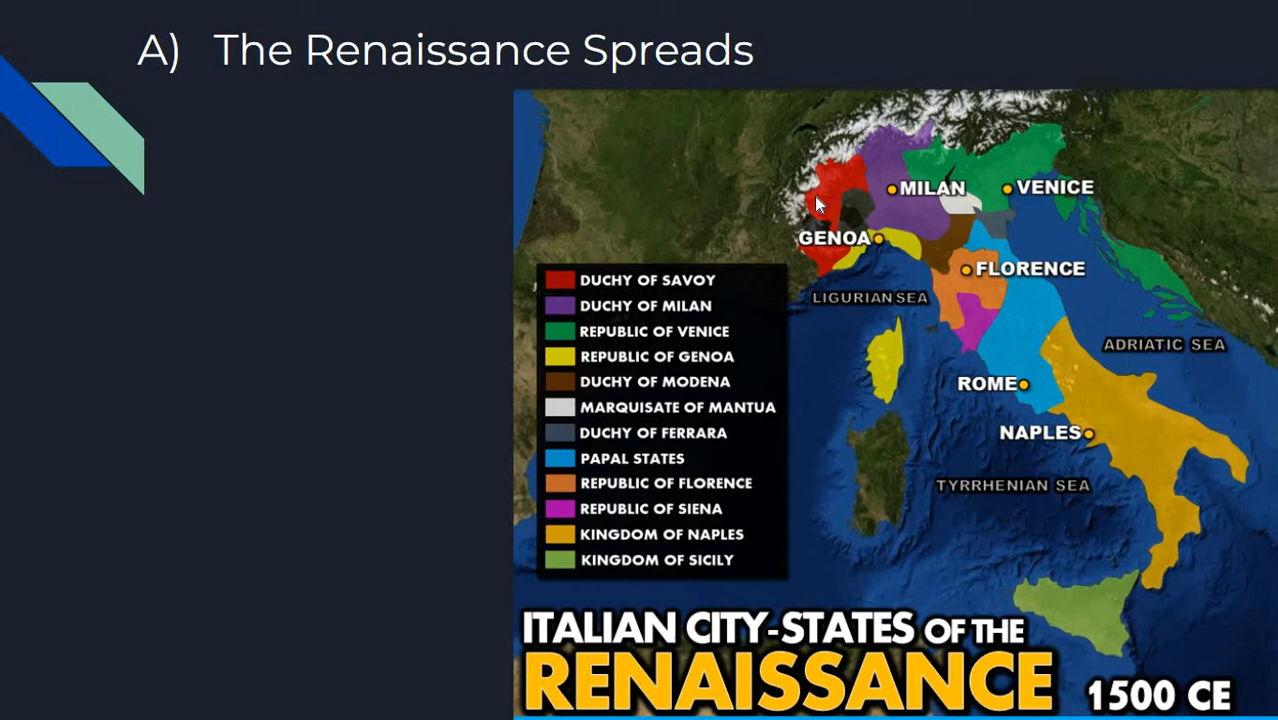 A) The Renaissance Spreads
MILAN
VENICE
GENOA
FLORENCE
LIGURIAN SEA
ADRIATIC SEA
ROME
NAPLES
TYRRHENIAN SEA
DUCHY OF SAVOY
DUCHY OF MILAN
REPUBLIC OF VENICE
REPUBLIC OF GENOA
DUCHY OF MODENA
MARQUISATE OF MANTUA
DUCHY OF FERRARA
PAPAL STATES
REPUBLIC OF FLORENCE
REPUBLIC OF SIENA
KINGDOM OF NAPLES
KINGDOM OF SICILY
ITALIAN CITY-STATES OF THE
RENAISSANCE
1500 CE